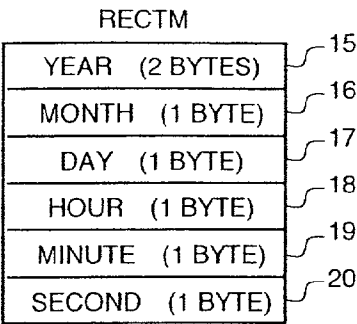 RECTM
YEAR (2 BYTES) 15
MONTH (1 BYTE) 16
DAY (1 BYTE) 17
HOUR (1 BYTE) 18
MINUTE (1 BYTE) 19
SECOND (1 BYTE) 20